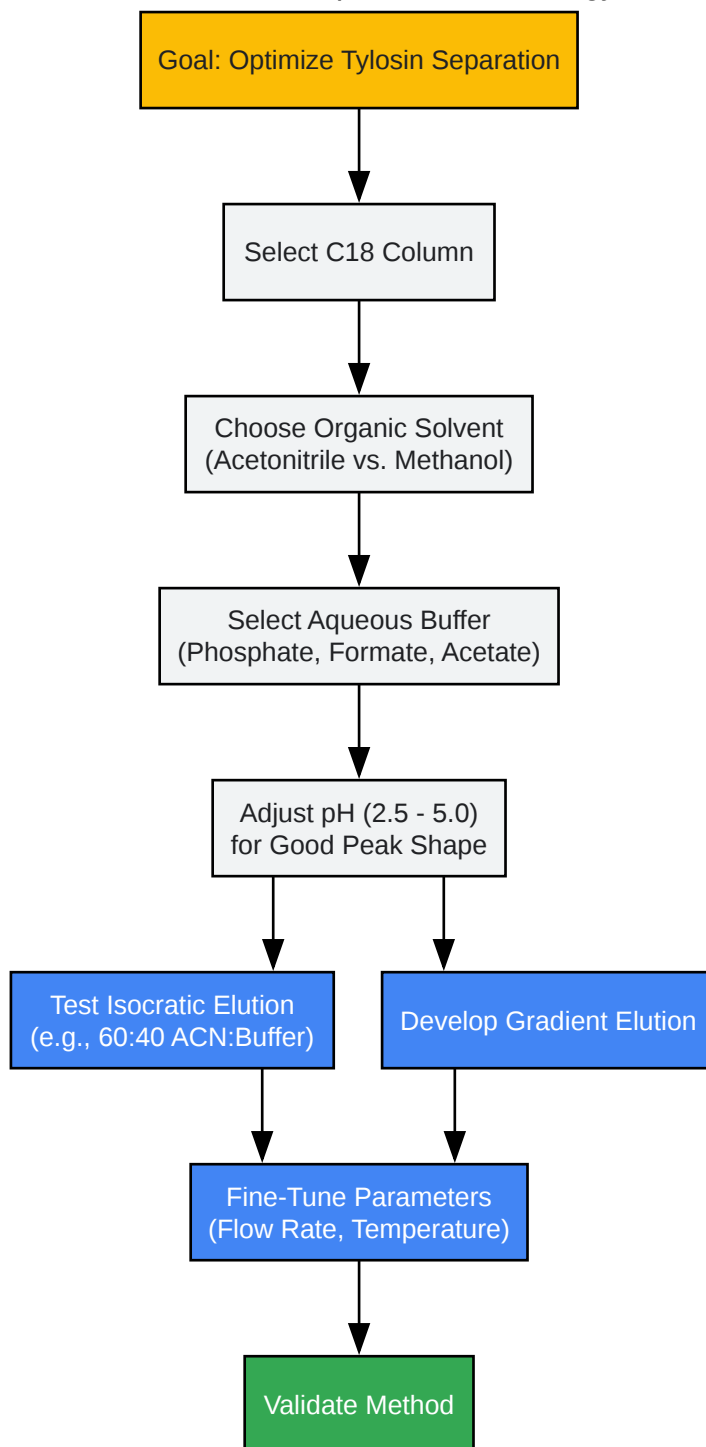 Goal: Optimize Tylosin Separation
Select C18 Column
Choose Organic Solvent
(Acetonitrile vs. Methanol)
Select Aqueous Buffer
(Phosphate, Formate, Acetate)
Adjust pH (2.5 - 5.0)
for Good Peak Shape
Test Isocratic Elution
(e.g., 60:40 ACN:Buffer)
Develop Gradient Elution
Fine-Tune Parameters
(Flow Rate, Temperature)
Validate Method